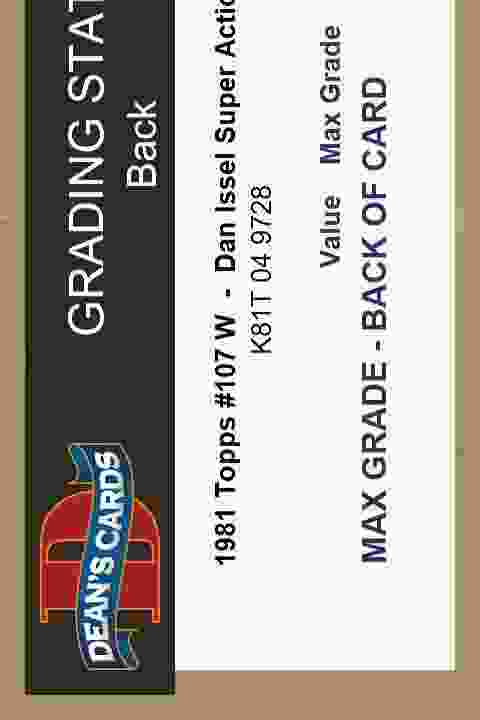 DEAN'S CARDS
GRADING STAT
Back
1981 Topps #107 W - Dan Issel Super Actio
K81T 04 9728
Value Max Grade
MAX GRADE - BACK OF CARD